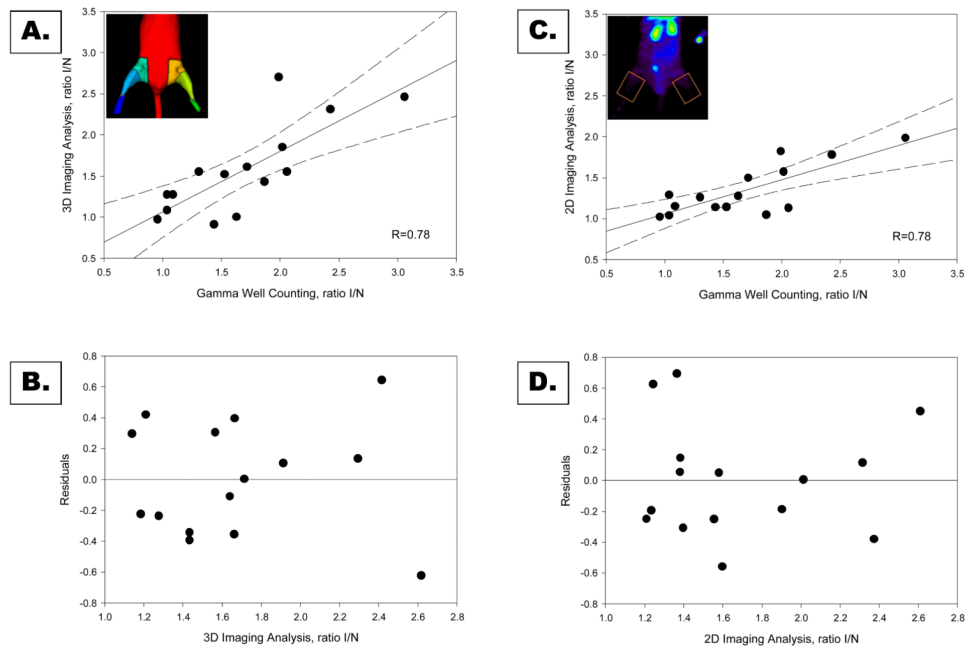 A.
3.5
3.0
2.5
2.0
1.5
1.0
0.5
3D Imaging Analysis, ratio I/N
R=0.78
0.5 1.0 1.5 2.0 2.5 3.0 3.5
Gamma Well Counting, ratio I/N
C.
3.5
3.0
2.5
2.0
1.5
1.0
0.5
2D Imaging Analysis, ratio I/N
R=0.78
0.5 1.0 1.5 2.0 2.5 3.0 3.5
Gamma Well Counting, ratio I/N
B.
0.8
0.6
0.4
0.2
0.0
-0.2
-0.4
-0.6
-0.8
Residuals
1.0 1.2 1.4 1.6 1.8 2.0 2.2 2.4 2.6 2.8
3D Imaging Analysis, ratio I/N
D.
0.8
0.6
0.4
0.2
0.0
-0.2
-0.4
-0.6
-0.8
Residuals
1.0 1.2 1.4 1.6 1.8 2.0 2.2 2.4 2.6 2.8
2D Imaging Analysis, ratio I/N